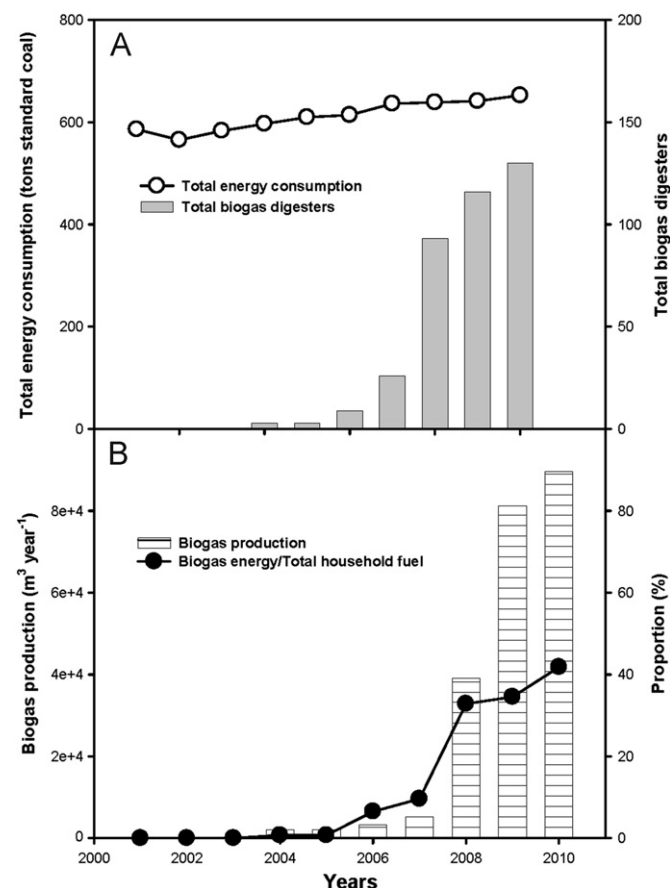 A
800
600
400
200
0
200
150
100
50
0
Total energy consumption (tons standard coal)
Total biogas digesters
Total energy consumption
Total biogas digesters
B
8e+4
6e+4
4e+4
2e+4
0
80
60
40
20
0
Biogas production (m³ year⁻¹)
Proportion (%)
Biogas production
Biogas energy/Total household fuel
2000 2002 2004 2006 2008 2010
Years